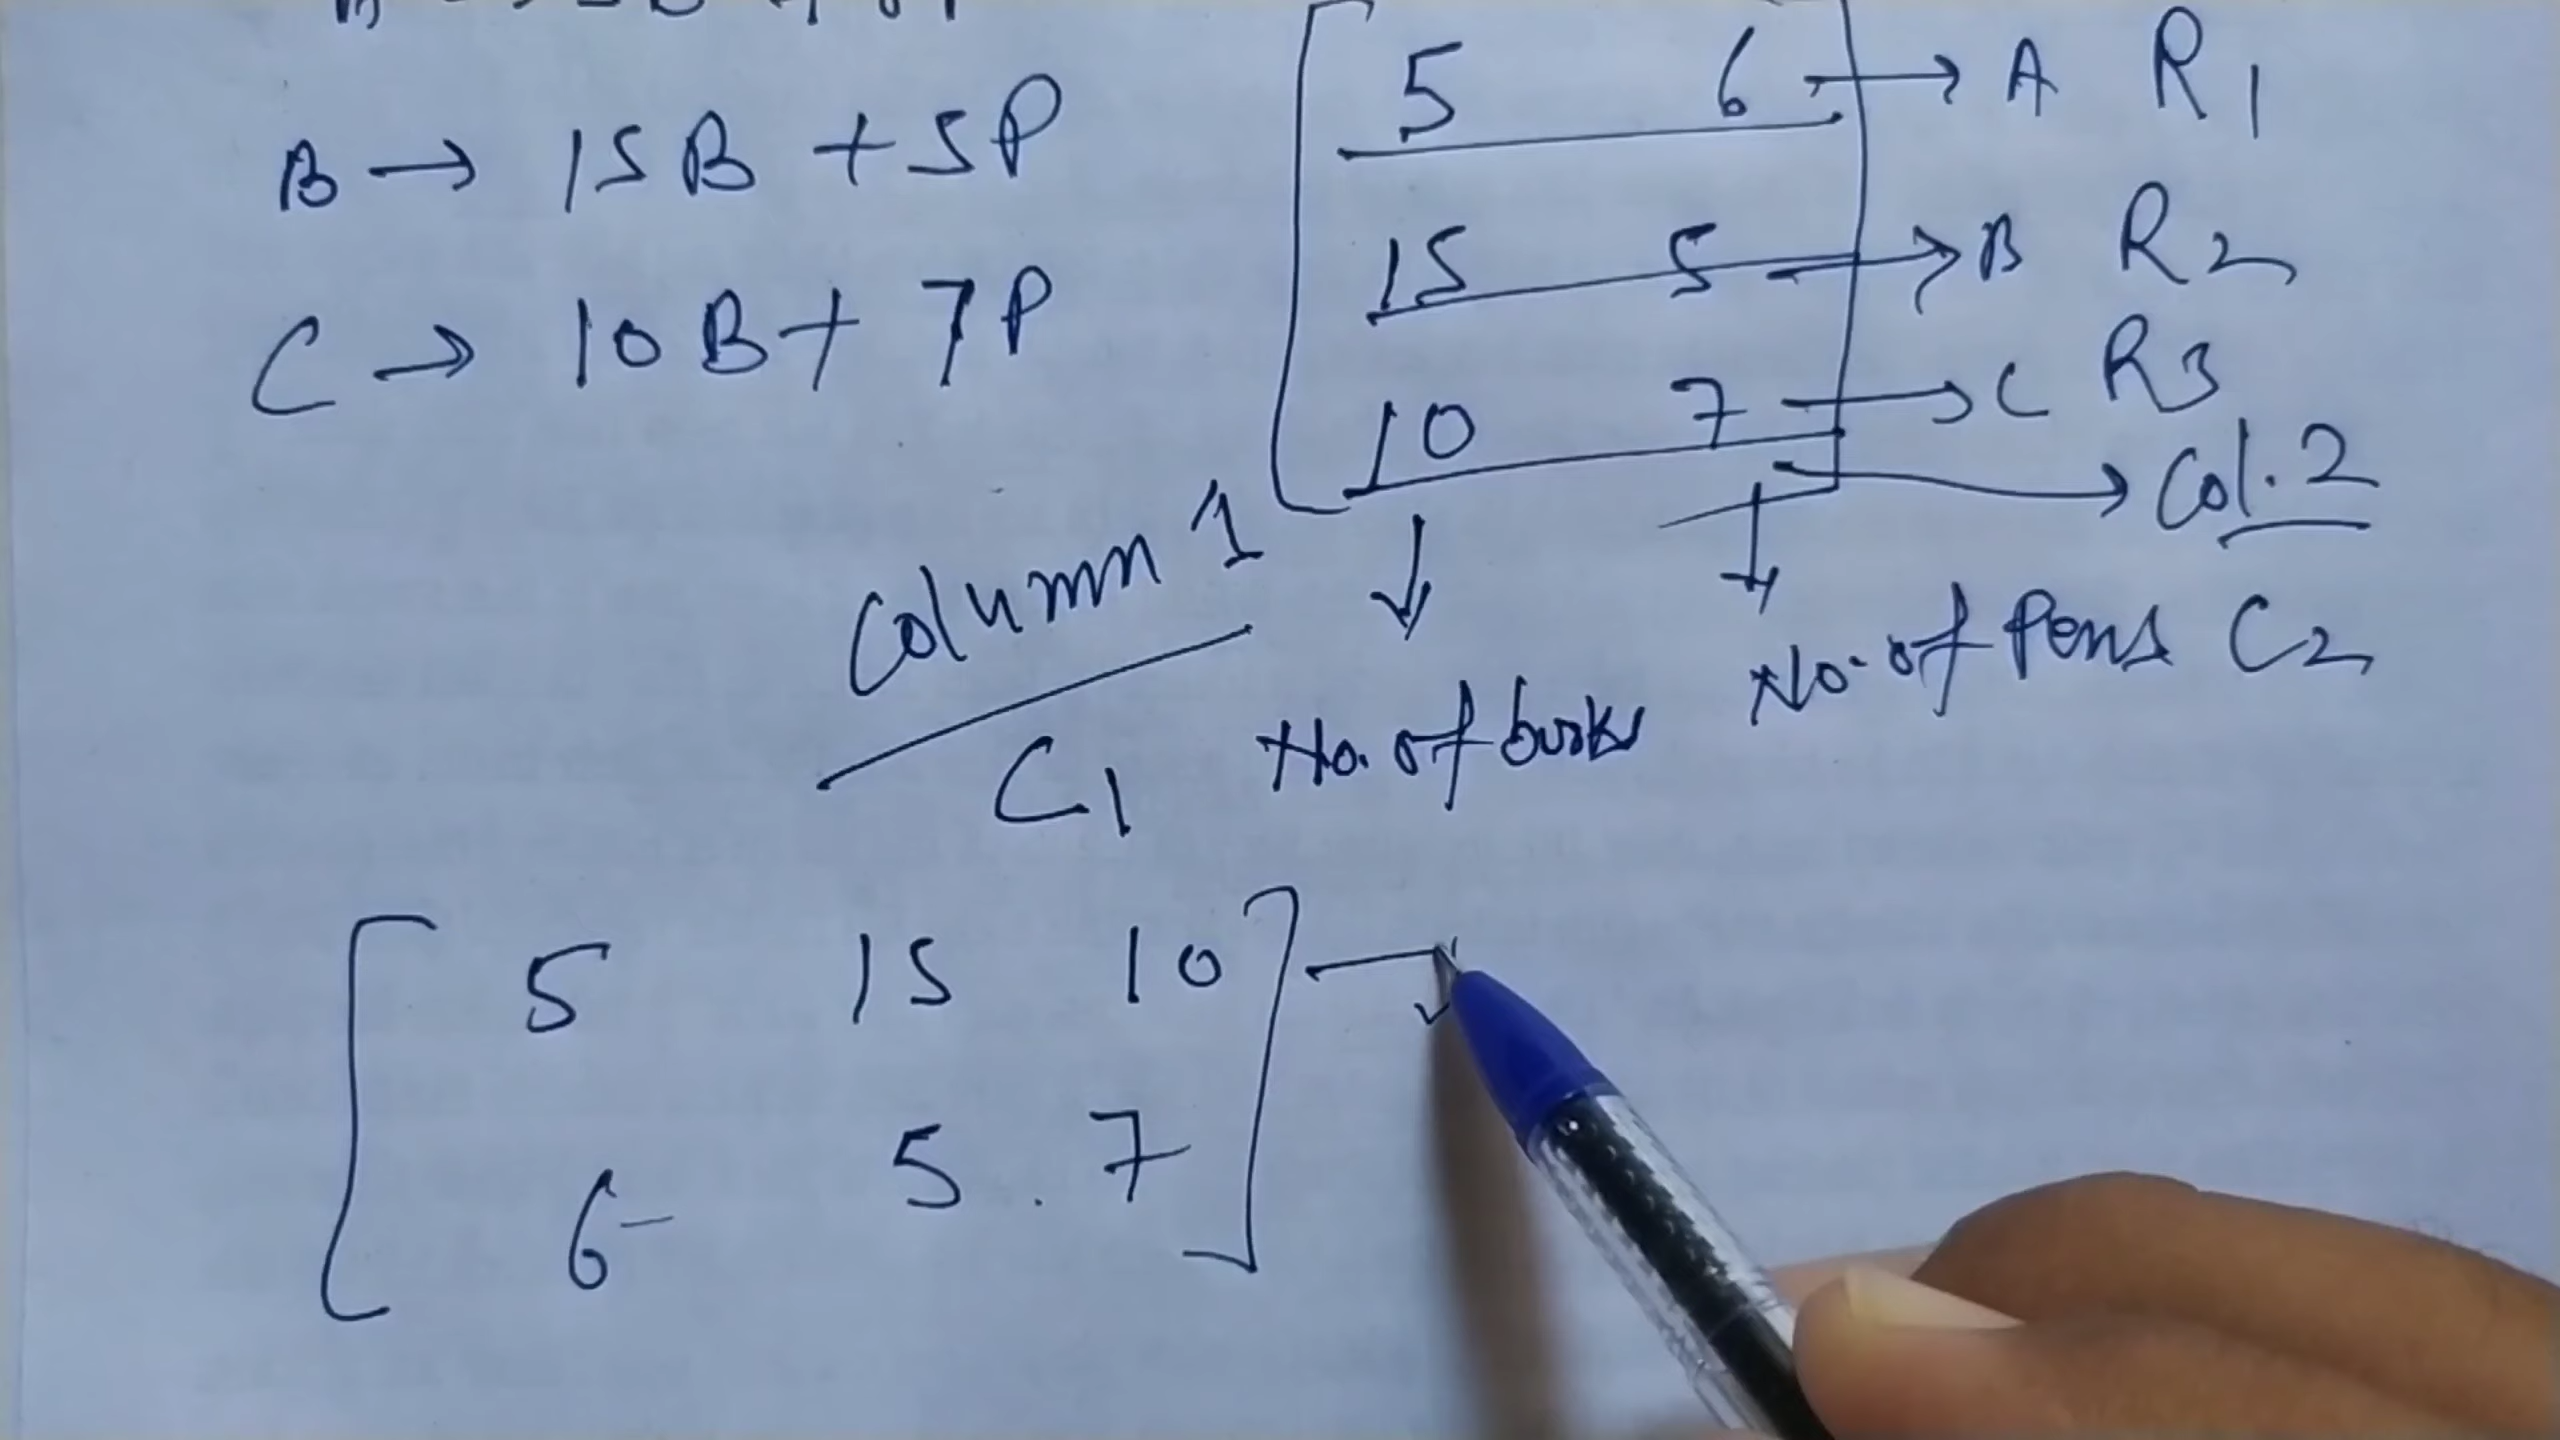 B → 15B + 5P
C → 10B + 7P
5 6 → A R1
15 5 → B R2
10 7 → C R3
→ Col. 2
Column 1
C1
↓ No. of books
↓ No. of Pens C2
5 15 10
6 5 . 7